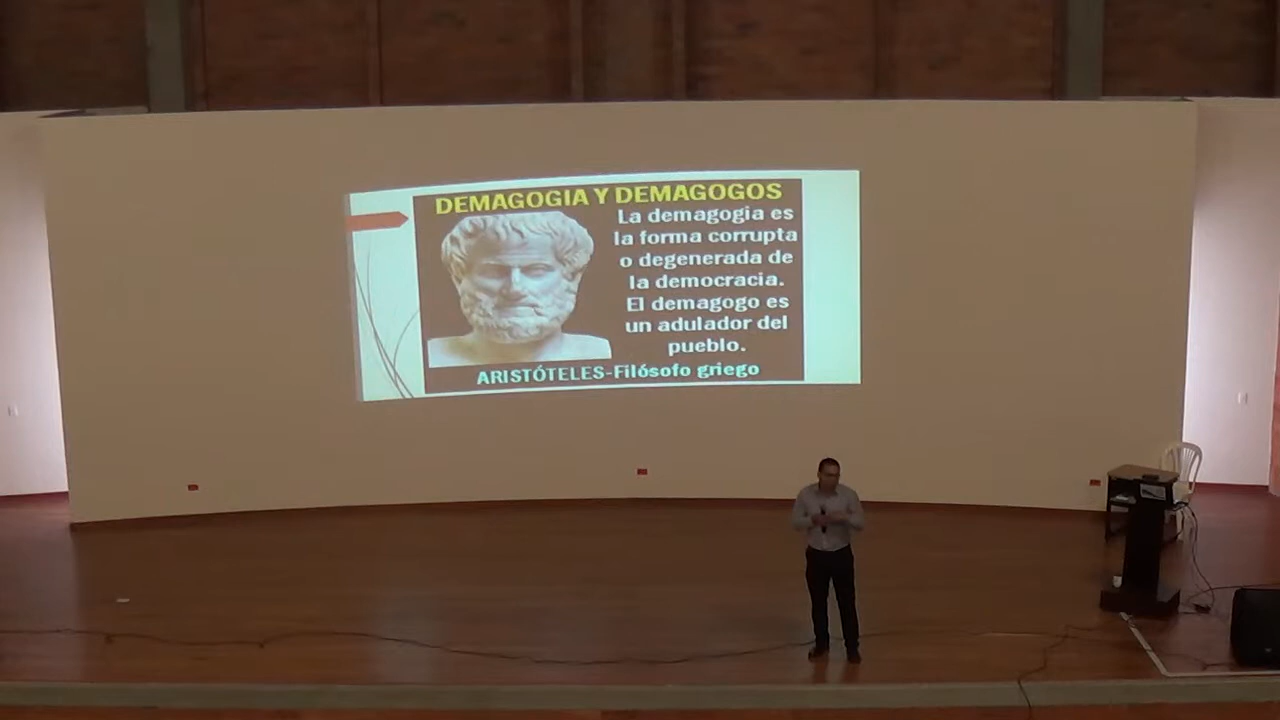 DEMAGOGIA Y DEMAGOGOS
La demagogia es
la forma corrupta
o degenerada de
la democracia.
El demagogo es
un adulador del
pueblo.
ARISTÓTELES-Filósofo griego